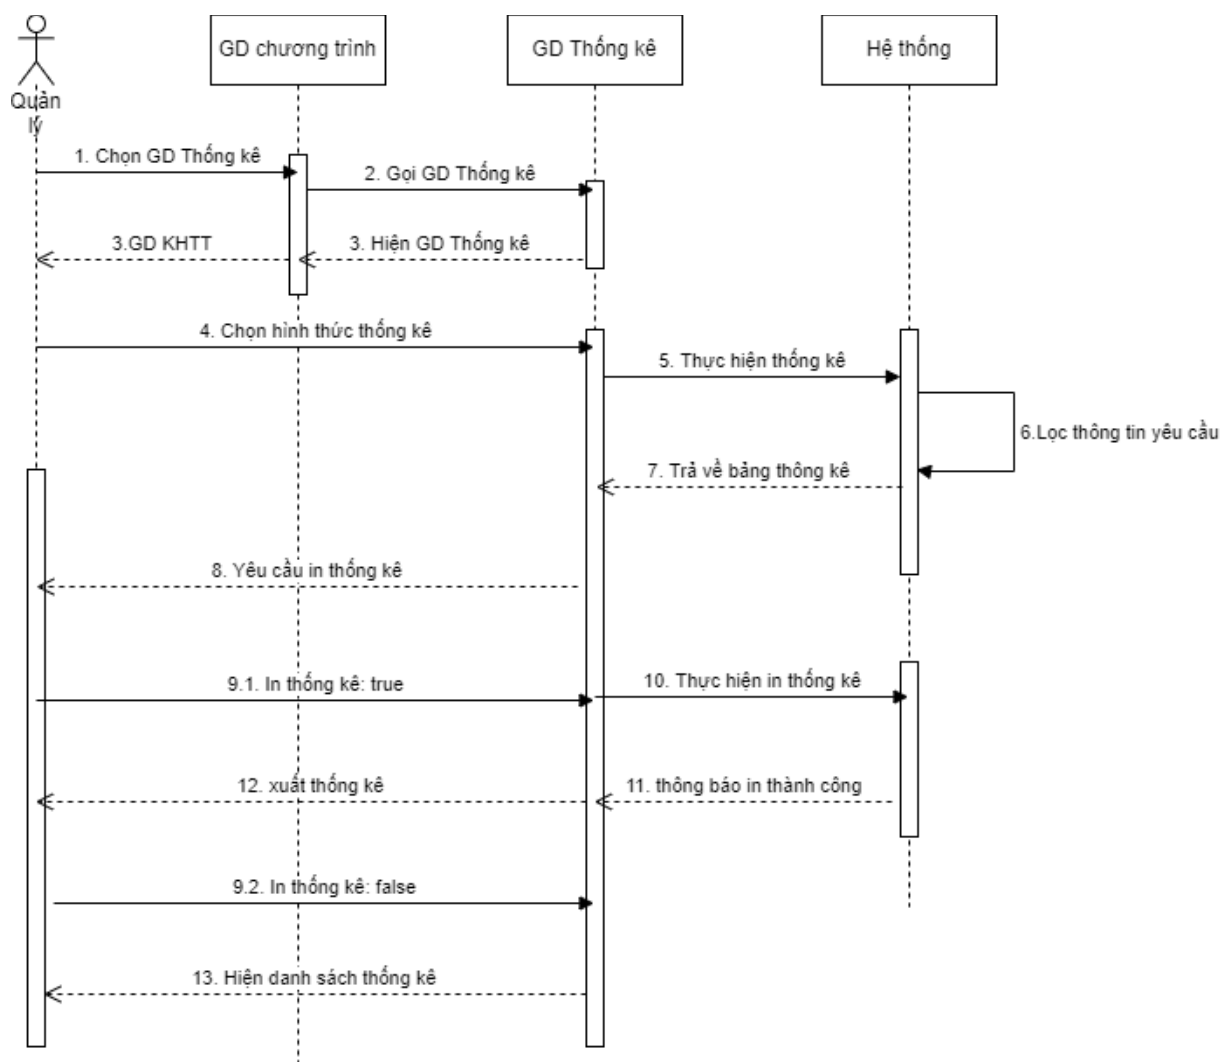 GD chương trình
GD Thống kê
Hệ thống
Quản
lý
1. Chọn GD Thống kê
2. Gọi GD Thống kê
3.GD KHTT
3. Hiện GD Thống kê
4. Chọn hình thức thống kê
5. Thực hiện thống kê
6.Lọc thông tin yêu cầu
7. Trả về bảng thông kê
8. Yêu cầu in thống kê
9.1. In thống kê: true
10. Thực hiện in thống kê
12. xuất thống kê
11. thông báo in thành công
9.2. In thống kê: false
13. Hiện danh sách thống kê